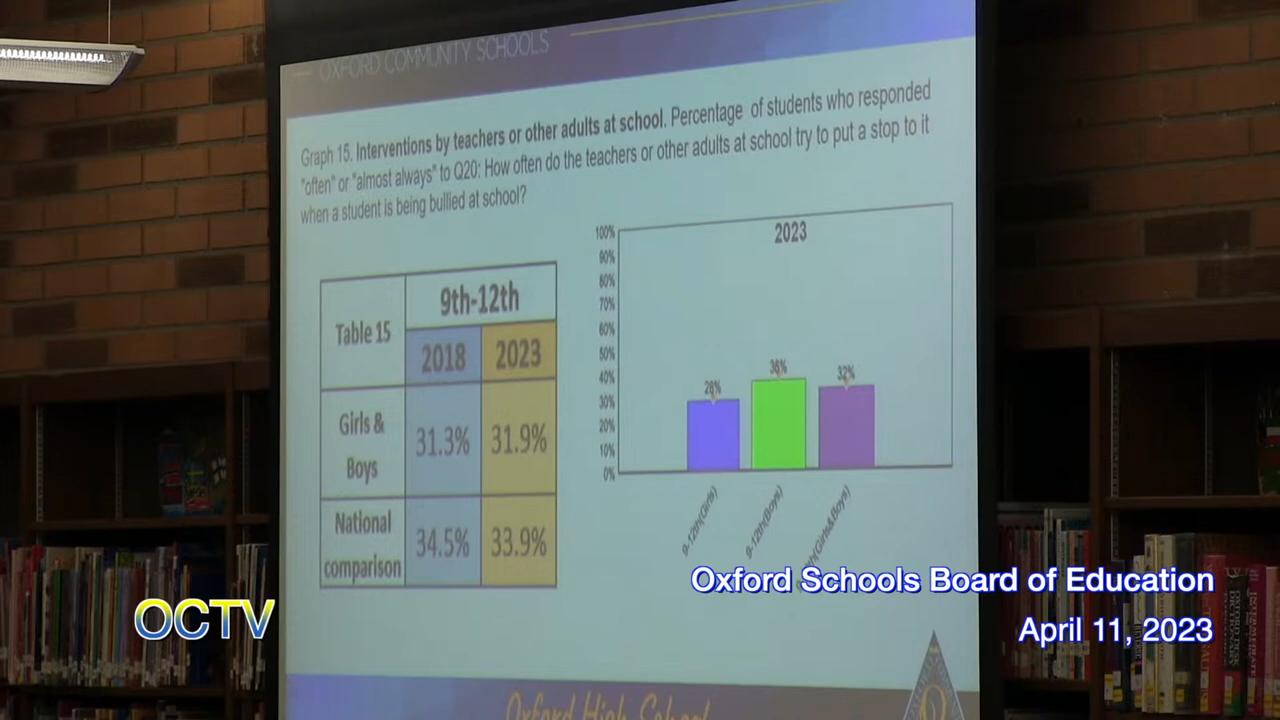 OXFORD COMMUNITY SCHOOLS
Graph 15. Interventions by teachers or other adults at school. Percentage of students who responded
"often" or "almost always" to Q20: How often do the teachers or other adults at school try to put a stop to it
when a student is being bullied at school?
Table 15
9th-12th
2018
2023
Girls &
Boys
31.3%
31.9%
National
comparison
34.5%
33.9%
2023
100%
90%
80%
70%
60%
50%
40%
30%
20%
10%
0%
28%
36%
32%
9-12th(Girls)
9-12th(Boys)
(Girls&Boys)
Oxford Schools Board of Education
April 11, 2023
OCTV
Oxford High School